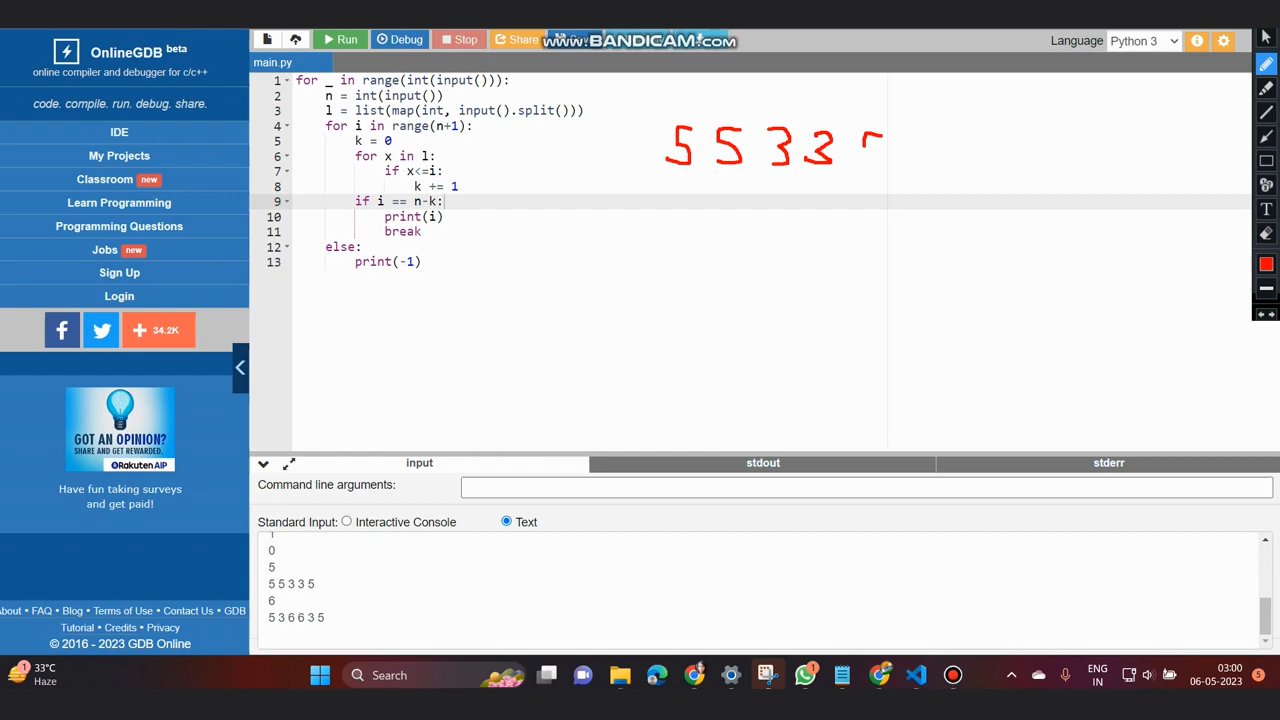 OnlineGDB beta
online compiler and debugger for c/c++
code. compile. run. debug. share.
IDE
My Projects
Classroom new
Learn Programming
Programming Questions
Jobs new
Sign Up
Login
34.2K
GOT AN OPINION?
SHARE AND GET REWARDED.
Rakuten AIP
Have fun taking surveys
and get paid!
About • FAQ • Blog • Terms of Use • Contact Us • GDB
Tutorial • Credits • Privacy
© 2016 - 2023 GDB Online
Run
Debug
Stop
Share
www.BANDICAM.com
Language Python 3
main.py
1 for _ in range(int(input())):
2 n = int(input())
3 l = list(map(int, input().split()))
4 for i in range(n+1):
5 k = 0
6 for x in l:
7 if x<=i:
8 k += 1
9 if i == n-k:
10 print(i)
11 break
12 else:
13 print(-1)
5 5 3 3
input
stdout
stderr
Command line arguments:
Standard Input: Interactive Console Text
0
5
5 5 3 3 5
6
5 3 6 6 3 5
1
33°C
Haze
Search
1
ENG
IN
03:00
06-05-2023
5